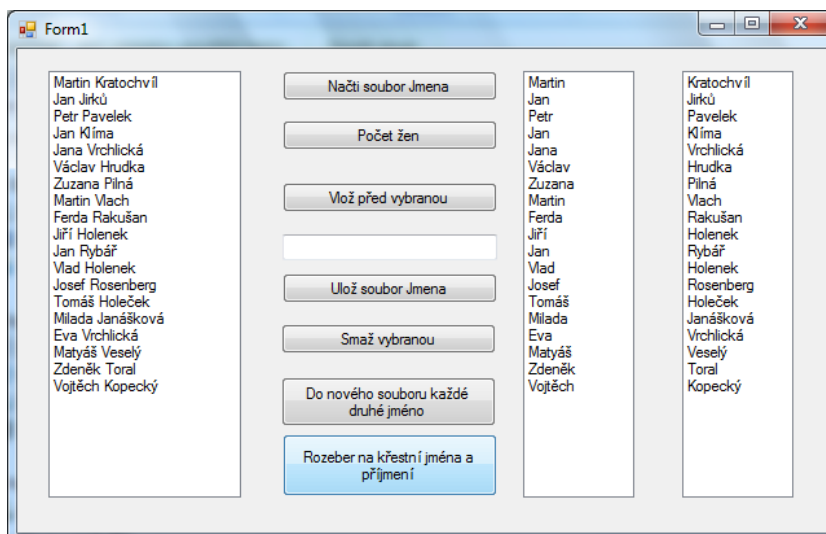 Form1
Martin Kratochvíl
Jan Jirků
Petr Pavelek
Jan Klíma
Jana Vrchlická
Václav Hrudka
Zuzana Pilná
Martin Vlach
Ferda Rakušan
Jiří Holenek
Jan Rybář
Vlad Holenek
Josef Rosenberg
Tomáš Holeček
Milada Janášková
Eva Vrchlická
Matyáš Veselý
Zdeněk Toral
Vojtěch Kopecký
Načti soubor Jmena
Počet žen
Vlož před vybranou
Ulož soubor Jmena
Smaž vybranou
Do nového souboru každé
druhé jméno
Rozeber na křestní jména a
příjmení
Martin
Jan
Petr
Jan
Jana
Václav
Zuzana
Martin
Ferda
Jiří
Jan
Vlad
Josef
Tomáš
Milada
Eva
Matyáš
Zdeněk
Vojtěch
Kratochvíl
Jirků
Pavelek
Klíma
Vrchlická
Hrudka
Pilná
Vlach
Rakušan
Holenek
Rybář
Holenek
Rosenberg
Holeček
Janášková
Vrchlická
Veselý
Toral
Kopecký